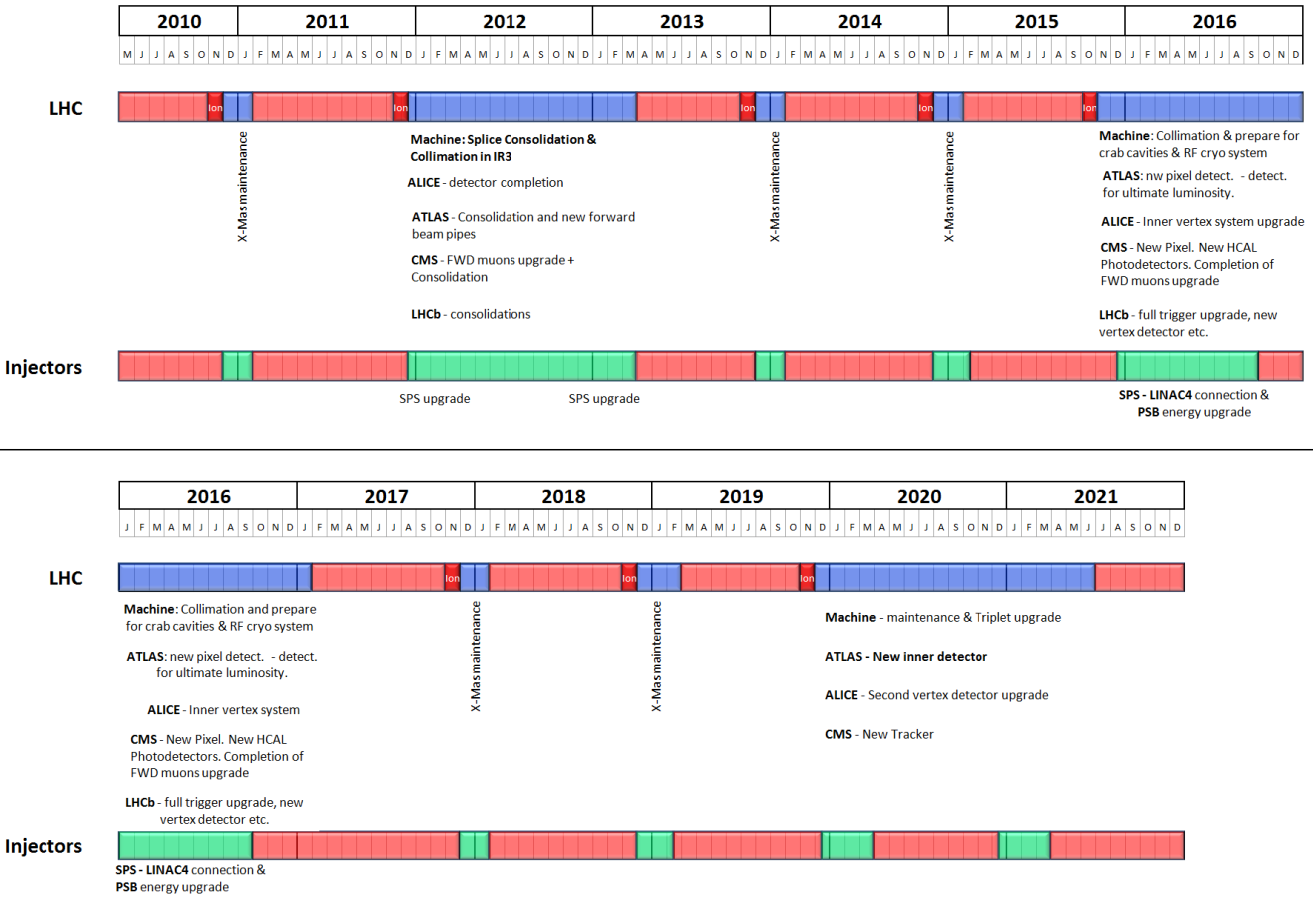 2010 2011 2012 2013 2014 2015 2016
M J J A S O N D J F M A M J J A S O N D J F M A M J J A S O N D J F M A M J J A S O N D J F M A M J J A S O N D J F M A M J J A S O N D J F M A M J J A S O N D
LHC
Ion Ion Ion Ion Ion
X-Mas maintenance
Machine: Splice Consolidation &
Collimation in IR3
ALICE - detector completion
ATLAS - Consolidation and new forward
beam pipes
CMS - FWD muons upgrade +
Consolidation
LHCb - consolidations
X-Mas maintenance
X-Mas maintenance
Machine: Collimation & prepare for
crab cavities & RF cryo system
ATLAS: nw pixel detect. - detect.
for ultimate luminosity.
ALICE - Inner vertex system upgrade
CMS - New Pixel. New HCAL
Photodetectors. Completion of
FWD muons upgrade
LHCb - full trigger upgrade, new
vertex detector etc.
Injectors
SPS upgrade
SPS upgrade
SPS - LINAC4 connection &
PSB energy upgrade
2016 2017 2018 2019 2020 2021
J F M A M J J A S O N D J F M A M J J A S O N D J F M A M J J A S O N D J F M A M J J A S O N D J F M A M J J A S O N D J F M A M J J A S O N D
LHC
Ion Ion Ion
Machine: Collimation and prepare
for crab cavities & RF cryo system
ATLAS: new pixel detect. - detect.
for ultimate luminosity.
ALICE - Inner vertex system
CMS - New Pixel. New HCAL
Photodetectors. Completion of
FWD muons upgrade
LHCb - full trigger upgrade, new
vertex detector etc.
X-Mas maintenance
X-Mas maintenance
Machine - maintenance & Triplet upgrade
ATLAS - New inner detector
ALICE - Second vertex detector upgrade
CMS - New Tracker
Injectors
SPS - LINAC4 connection &
PSB energy upgrade